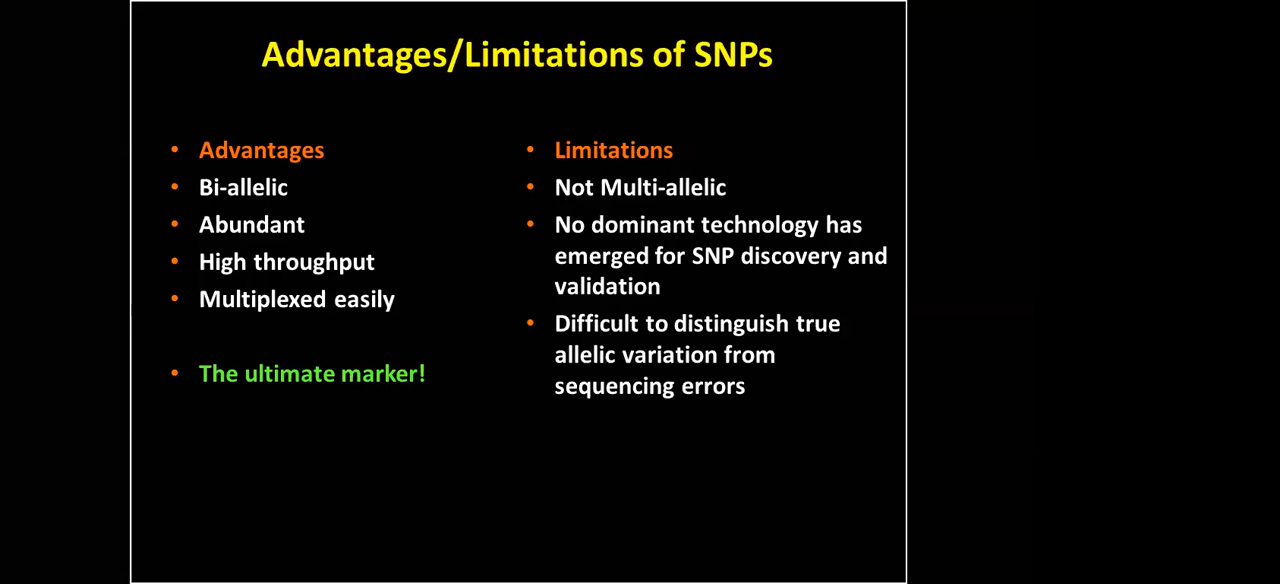 Advantages/Limitations of SNPs
• Advantages
• Bi-allelic
• Abundant
• High throughput
• Multiplexed easily
• The ultimate marker!
• Limitations
• Not Multi-allelic
• No dominant technology has
emerged for SNP discovery and
validation
• Difficult to distinguish true
allelic variation from
sequencing errors